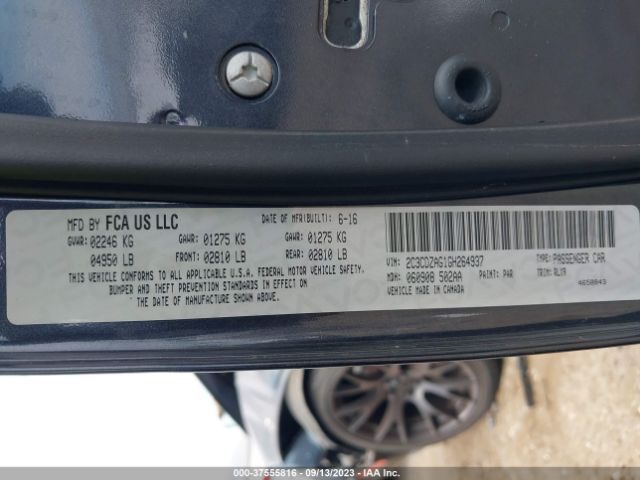 MFD BY FCA US LLC
DATE OF MFR(BUILT): 6-16
GVWR: 02246 KG GAWR: 01275 KG GAWR: 01275 KG
04950 LB FRONT: 02810 LB REAR: 02810 LB
THIS VEHICLE CONFORMS TO ALL APPLICABLE U.S.A. FEDERAL MOTOR VEHICLE SAFETY,
BUMPER AND THEFT PREVENTION STANDARDS IN EFFECT ON
THE DATE OF MANUFACTURE SHOWN ABOVE.
VIN: 2C3CDZAG1GH264937 TYPE: PASSENGER CAR
MDH: 060908 502AA PAINT: PAR TRIM: RLX9
VEHICLE MADE IN CANADA 4658843
000-37555816 - 09/13/2023 -